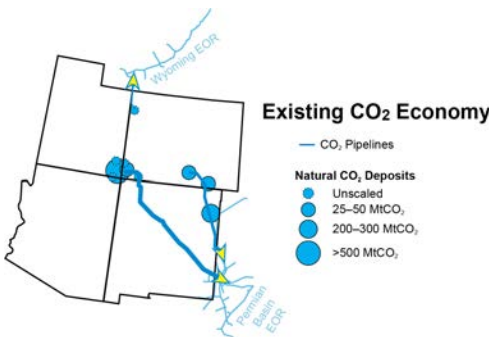 Wyoming EOR
Existing CO₂ Economy
CO₂ Pipelines
Natural CO₂ Deposits
Unscaled
25–50 MtCO₂
200–300 MtCO₂
>500 MtCO₂
Permian
Basin
EOR